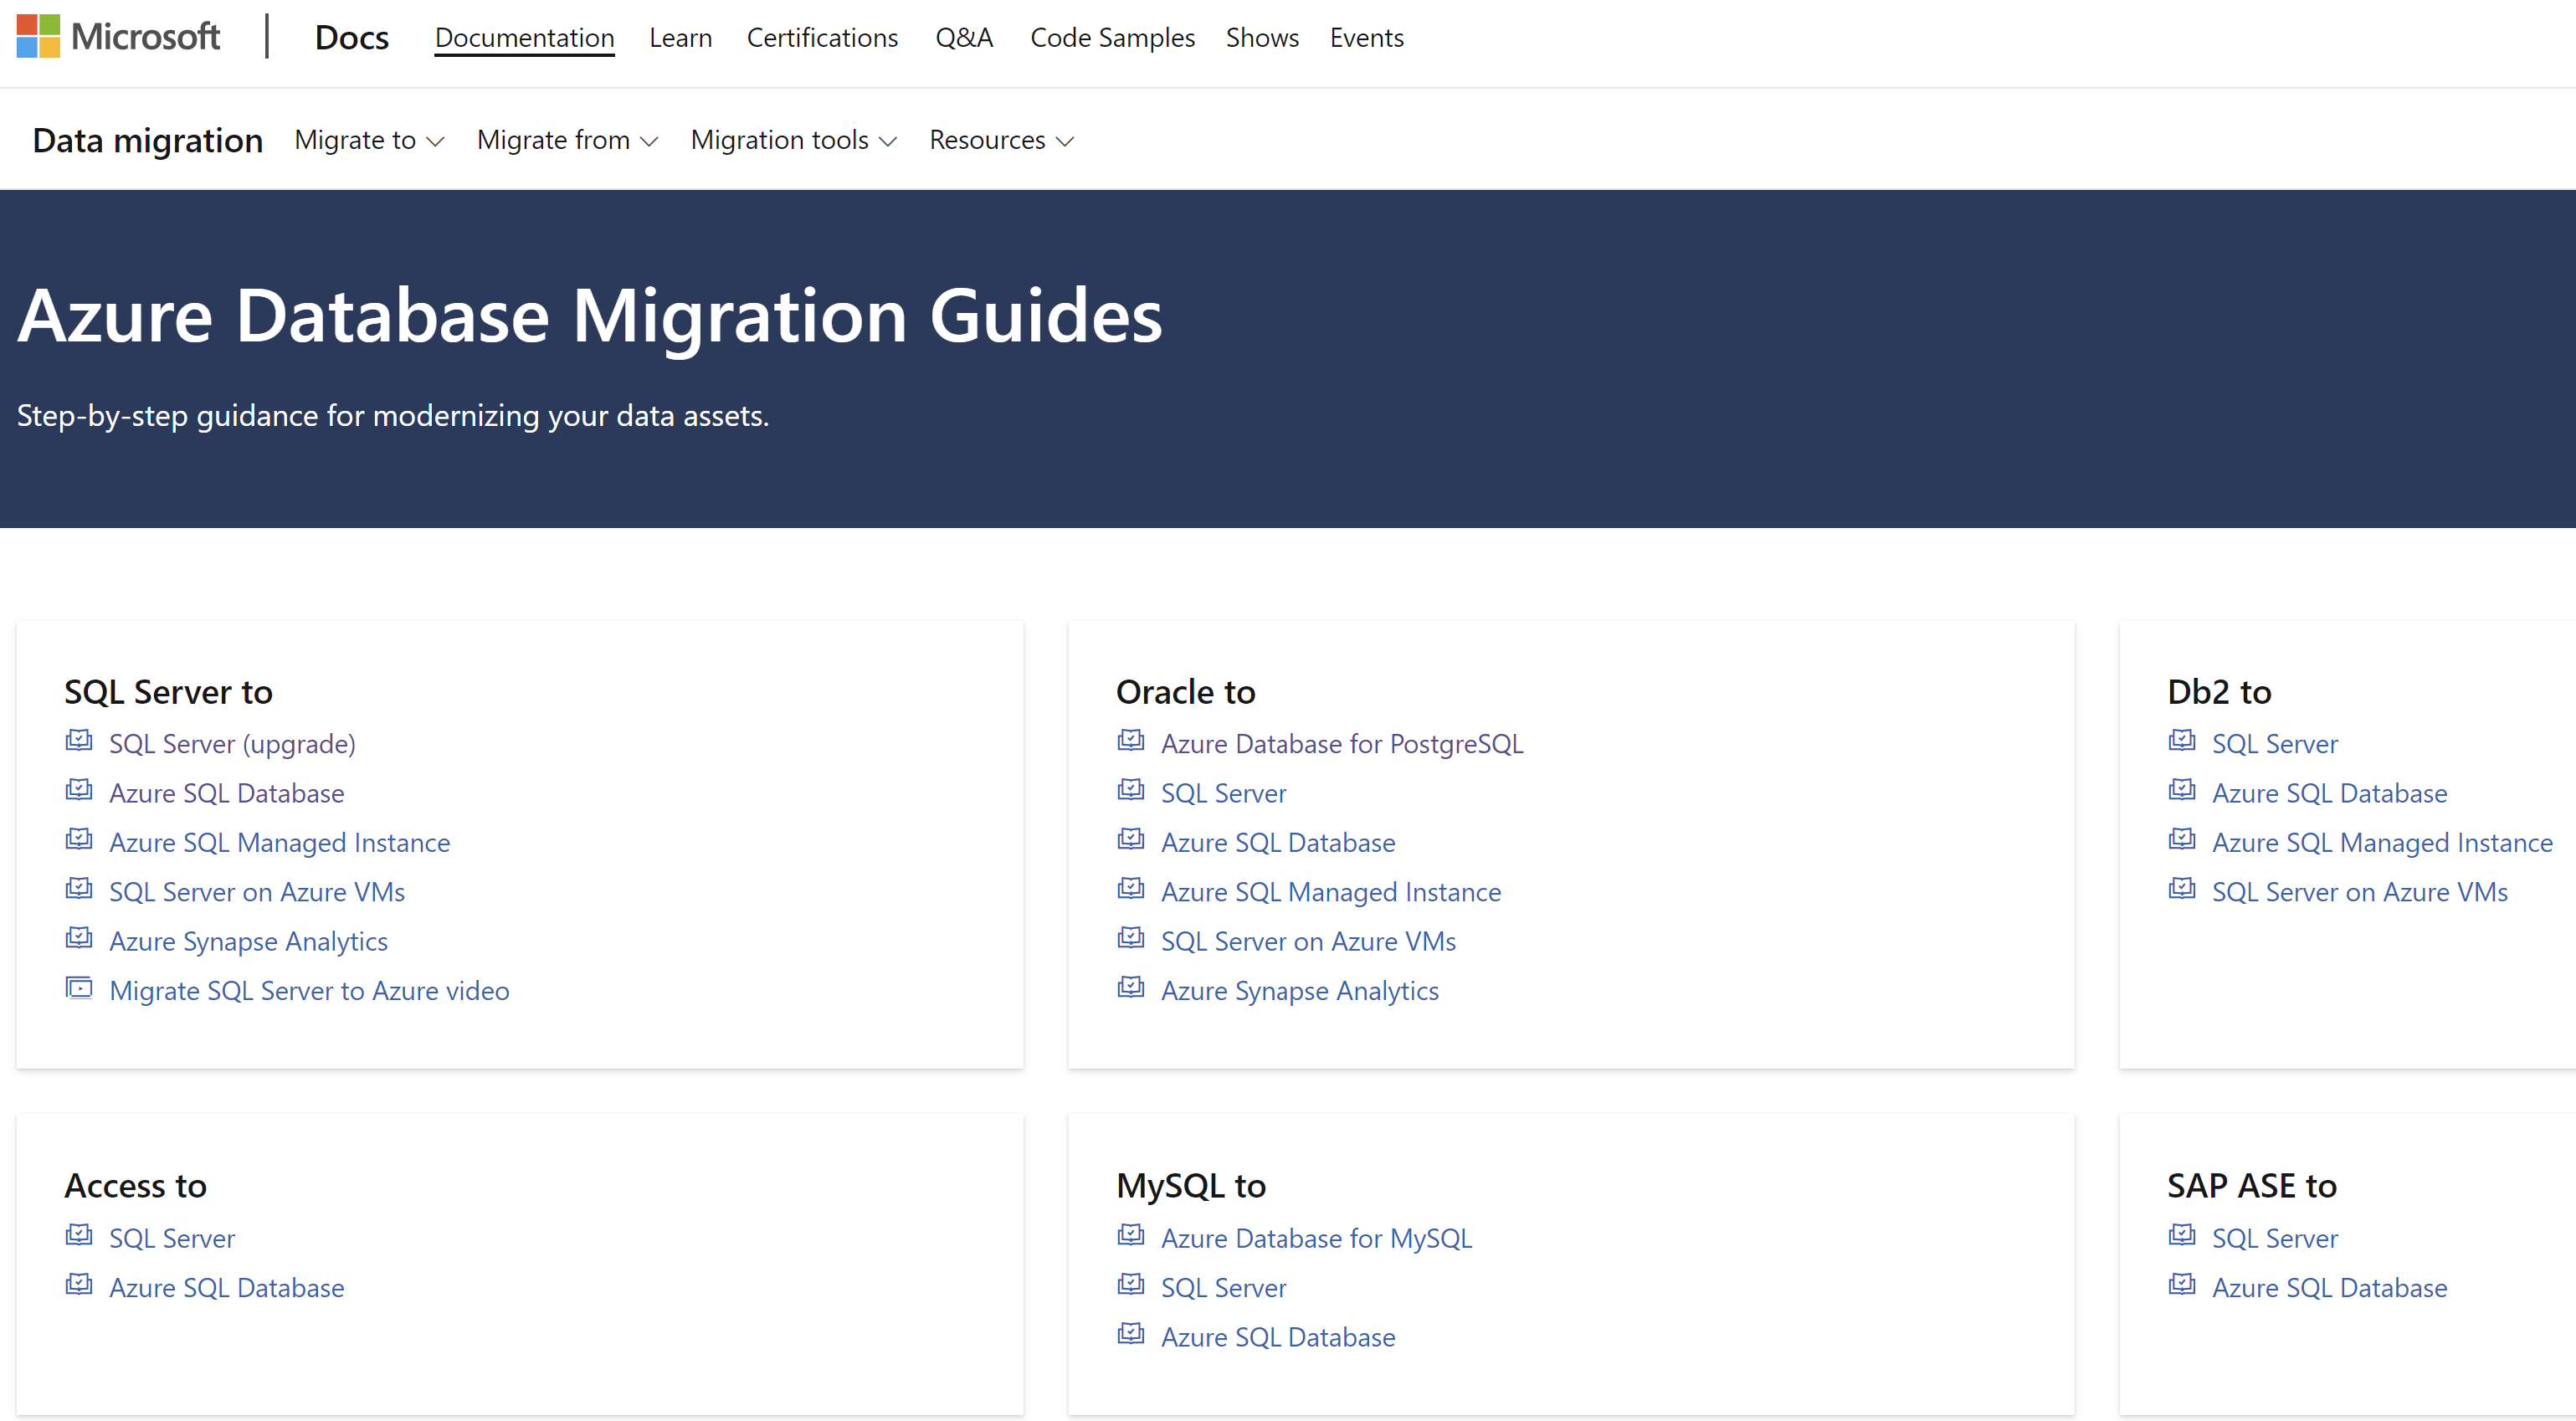 Microsoft Docs Documentation Learn Certifications Q&A Code Samples Shows Events
Data migration Migrate to Migrate from Migration tools Resources
Azure Database Migration Guides
Step-by-step guidance for modernizing your data assets.
SQL Server to
SQL Server (upgrade)
Azure SQL Database
Azure SQL Managed Instance
SQL Server on Azure VMs
Azure Synapse Analytics
Migrate SQL Server to Azure video
Oracle to
Azure Database for PostgreSQL
SQL Server
Azure SQL Database
Azure SQL Managed Instance
SQL Server on Azure VMs
Azure Synapse Analytics
Db2 to
SQL Server
Azure SQL Database
Azure SQL Managed Instance
SQL Server on Azure VMs
Access to
SQL Server
Azure SQL Database
MySQL to
Azure Database for MySQL
SQL Server
Azure SQL Database
SAP ASE to
SQL Server
Azure SQL Database